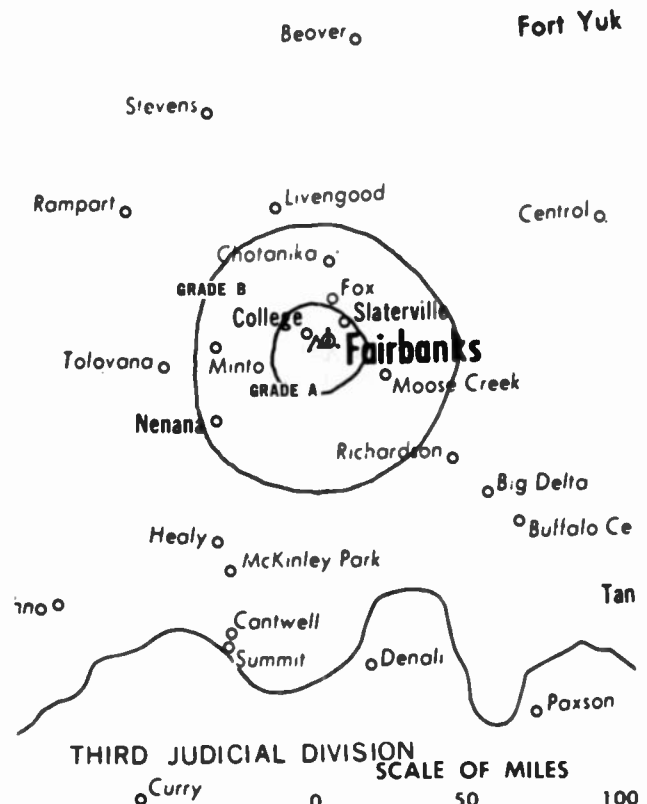 Fort Yuk
Beover
Stevens
Livengood
Rampart
Central
Chotanika
GRADE B
Fox
College
Slaterville
Fairbanks
Tolovana
Minto
GRADE A
Moose Creek
Nenana
Richardson
Big Delta
Buffalo Ce
Healy
McKinley Park
Tan
Cantwell
Summit
Denali
Paxson
THIRD JUDICIAL DIVISION
SCALE OF MILES
Curry
0 50 100